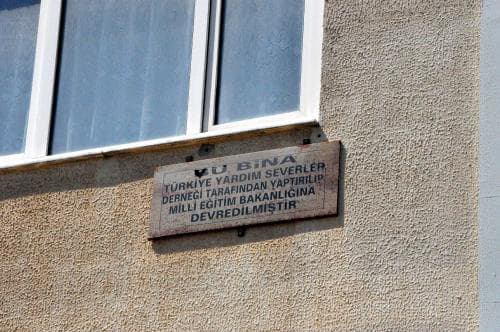 BU BİNA
TÜRKİYE YARDIM SEVERLER
DERNEĞİ TARAFINDAN YAPTIRILIP
MİLLİ EĞİTİM BAKANLIĞINA
DEVREDİLMİŞTİR